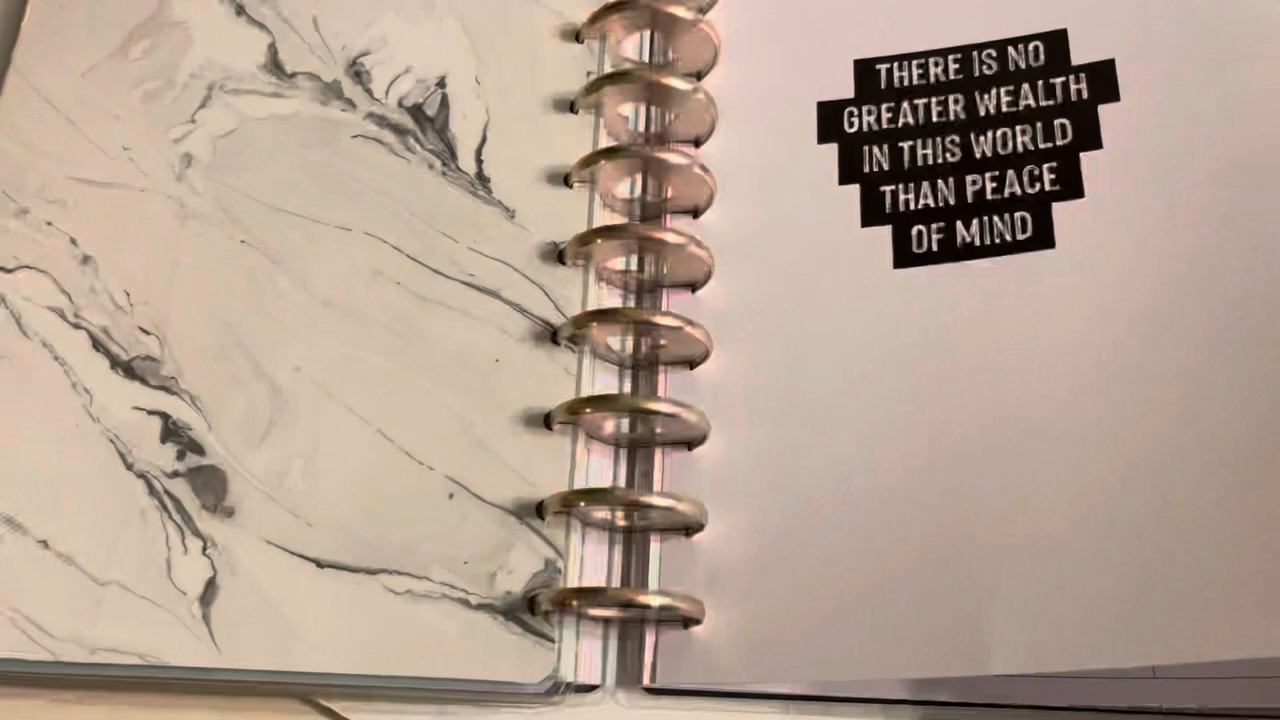 THERE IS NO
GREATER WEALTH
IN THIS WORLD
THAN PEACE
OF MIND